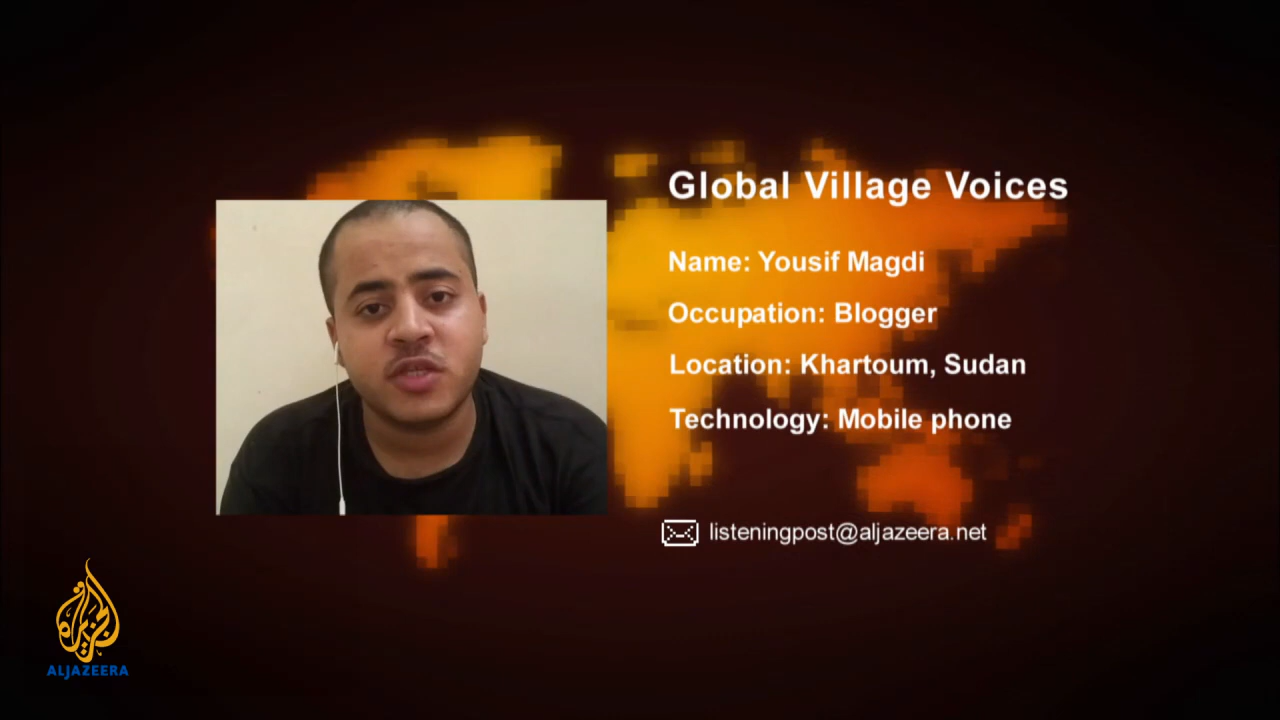 Global Village Voices
Name: Yousif Magdi
Occupation: Blogger
Location: Khartoum, Sudan
Technology: Mobile phone
listeningpost@aljazeera.net
الجزيرة
ALJAZEERA